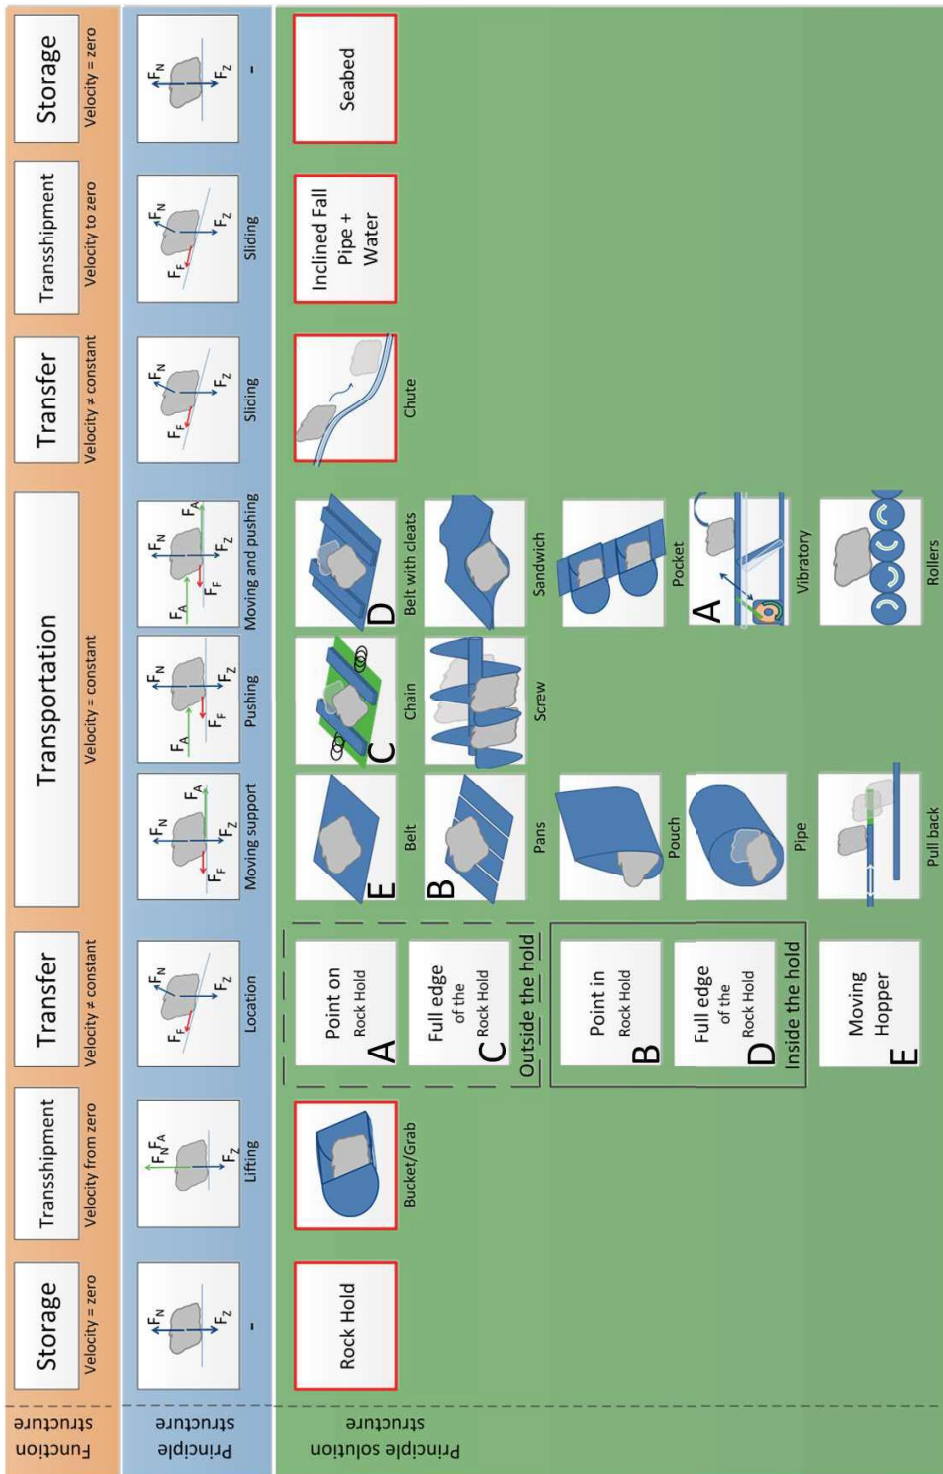 Function
structure
Storage
Velocity = zero
Transshipment
Velocity from zero
Transfer
Velocity ≠ constant
Transportation
Velocity = constant
Transfer
Velocity ≠ constant
Transshipment
Velocity to zero
Storage
Velocity = zero
Principle
structure
F_N
F_Z
-
F_N F_A
F_Z
Lifting
F_N
F_F
F_Z
Location
F_N
F_A
F_F
F_Z
Moving support
F_N
F_A
F_F
F_Z
Pushing
F_N
F_A
F_A
F_F
F_Z
Moving and pushing
F_N
F_F
F_Z
Slicing
F_N
F_F
F_Z
Sliding
F_N
F_Z
-
Principle solution
structure
Rock Hold
Bucket/Grab
Point on
Rock Hold
A
Full edge
of the
Rock Hold
C
Outside the hold
Point in
Rock Hold
B
Full edge
of the
Rock Hold
D
Inside the hold
Moving
Hopper
E
E
Belt
B
Pans
Pouch
Pipe
Pull back
C
Chain
Screw
D
Belt with cleats
Sandwich
Pocket
A
Vibratory
Rollers
Chute
Inclined Fall
Pipe +
Water
Seabed